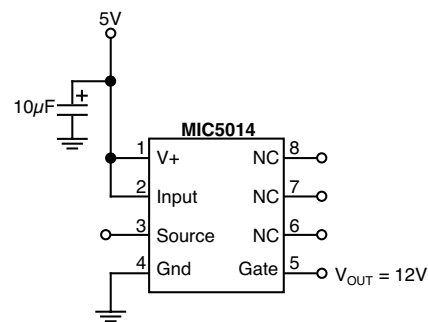 5V
10µF
+
MIC5014
1 V+ NC 8
2 Input NC 7
3 Source NC 6
4 Gnd Gate 5
VOUT = 12V